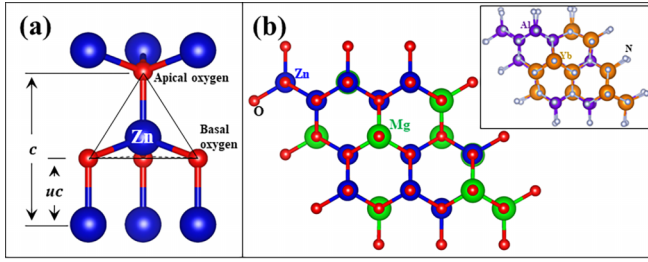 (a)
Apical oxygen
Zn
Basal
oxygen
c
uc
(b)
Zn
O
Mg
Al
Yb
N